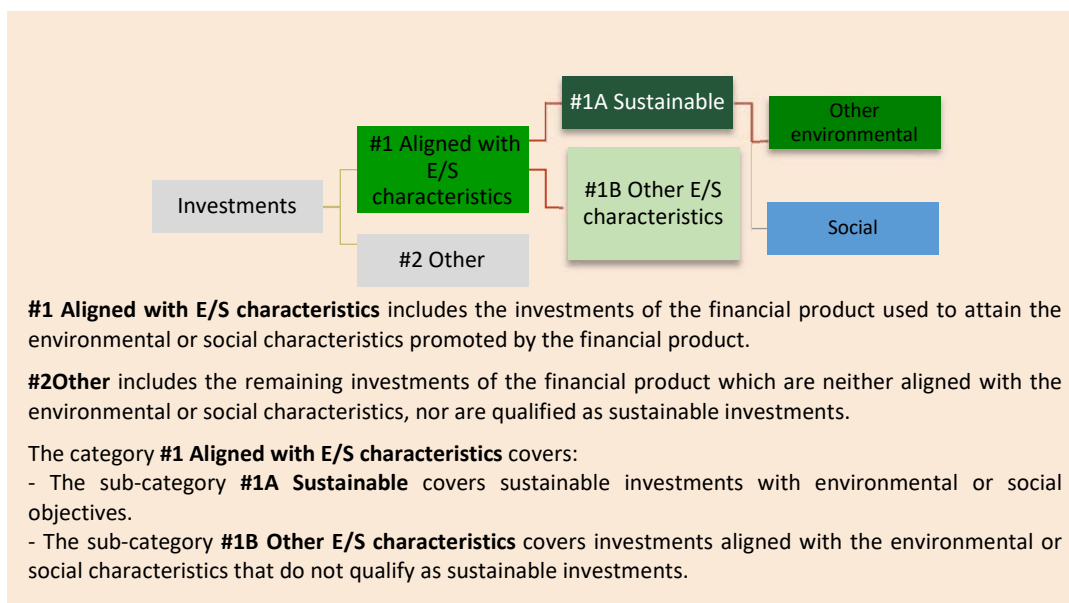 Investments
#1 Aligned with
E/S
characteristics
#2 Other
#1A Sustainable
#1B Other E/S
characteristics
Other
environmental
Social
#1 Aligned with E/S characteristics includes the investments of the financial product used to attain the
environmental or social characteristics promoted by the financial product.
#2Other includes the remaining investments of the financial product which are neither aligned with the
environmental or social characteristics, nor are qualified as sustainable investments.
The category #1 Aligned with E/S characteristics covers:
- The sub-category #1A Sustainable covers sustainable investments with environmental or social
objectives.
- The sub-category #1B Other E/S characteristics covers investments aligned with the environmental or
social characteristics that do not qualify as sustainable investments.